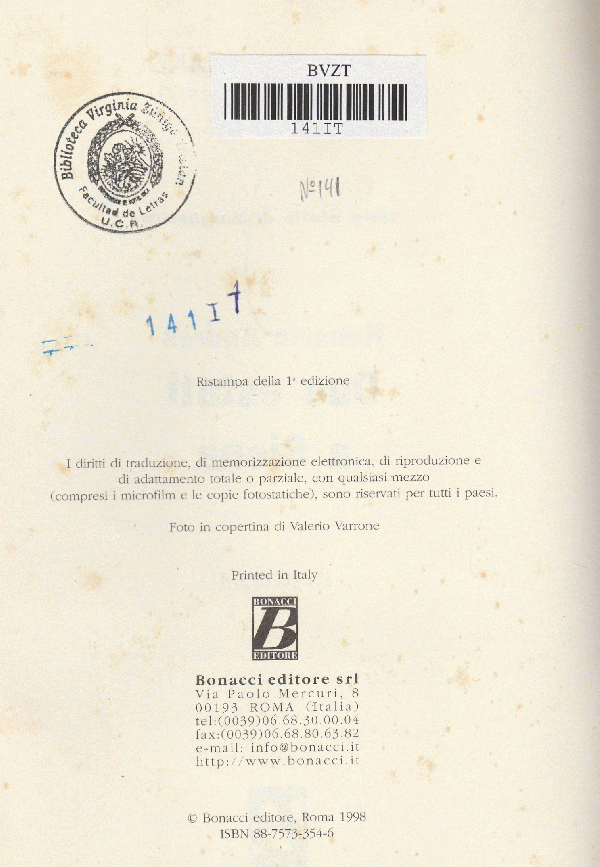 BVZT
141IT
Biblioteca Virginia Zúñiga
Facultad de Letras
U.C.R.
Nº141
141IT
Ristampa della 1ª edizione
I diritti di traduzione, di memorizzazione elettronica, di riproduzione e
di adattamento totale o parziale, con qualsiasi mezzo
(compresi i microfilm e le copie fotostatiche), sono riservati per tutti i paesi.
Foto in copertina di Valerio Varrone
Printed in Italy
BONACCI
B
EDITORE
Bonacci editore srl
Via Paolo Mercuri, 8
00193 ROMA (Italia)
tel:(0039)06 68.30.00.04
fax:(0039)06.68.80.63.82
e-mail: info@bonacci.it
http://www.bonacci.it
© Bonacci editore, Roma 1998
ISBN 88-7573-354-6